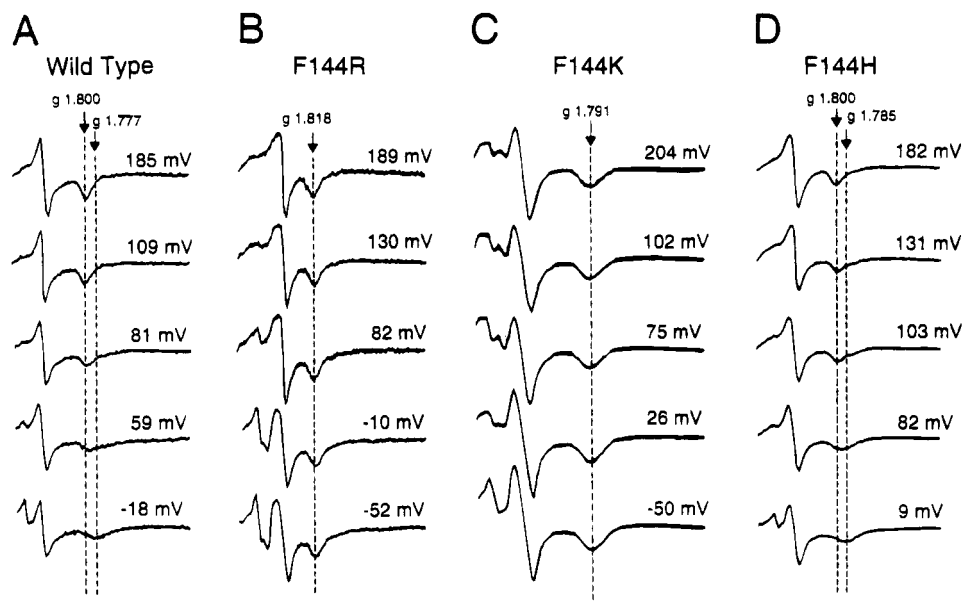 A
Wild Type
g 1.800
g 1.777
185 mV
109 mV
81 mV
59 mV
-18 mV
B
F144R
g 1.818
189 mV
130 mV
82 mV
-10 mV
-52 mV
C
F144K
g 1.791
204 mV
102 mV
75 mV
26 mV
-50 mV
D
F144H
g 1.800
g 1.785
182 mV
131 mV
103 mV
82 mV
9 mV